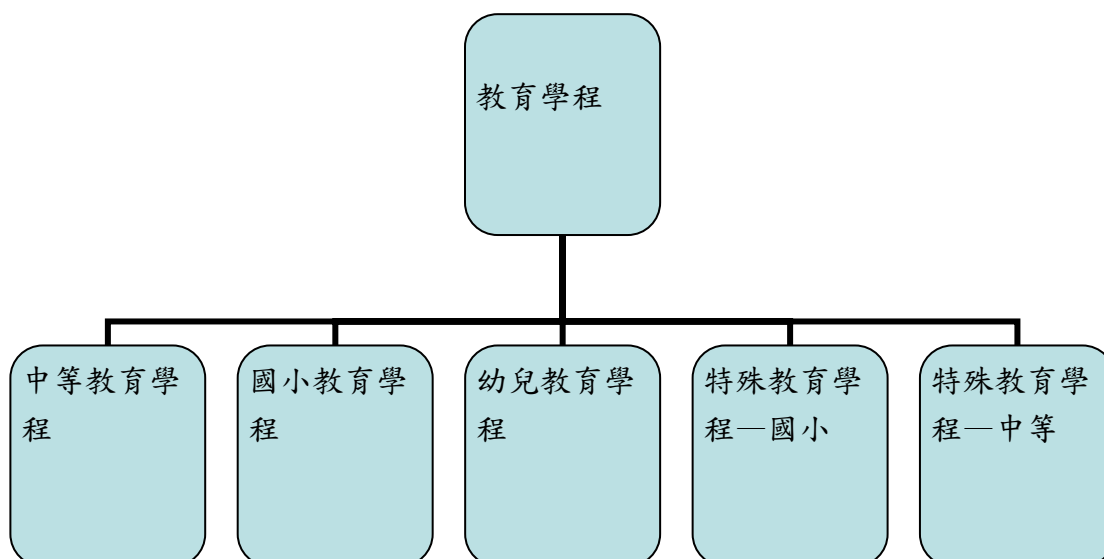 教育學程
中等教育學
程
國小教育學
程
幼兒教育學
程
特殊教育學
程—國小
特殊教育學
程—中等